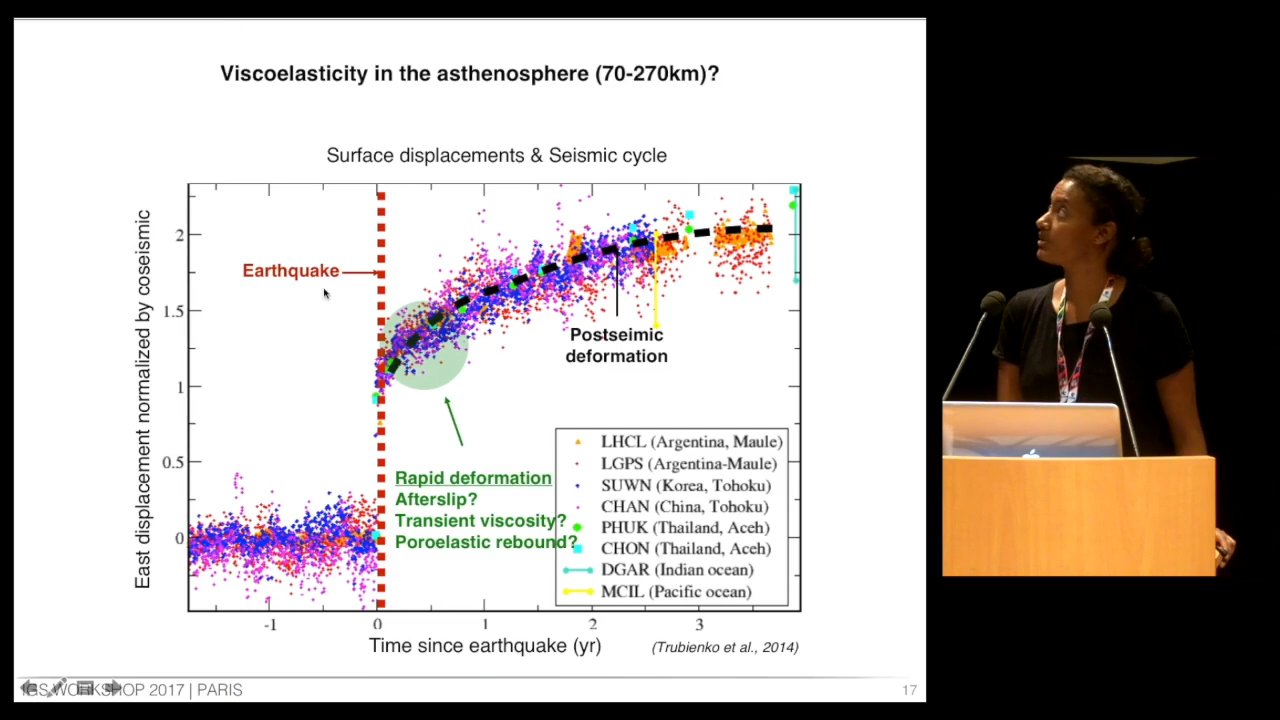 Viscoelasticity in the asthenosphere (70-270km)?
Surface displacements & Seismic cycle
East displacement normalized by coseismic
2
1.5
1
0.5
0
Earthquake
Postseimic
deformation
Rapid deformation
Afterslip?
Transient viscosity?
Poroelastic rebound?
LHCL (Argentina, Maule)
LGPS (Argentina-Maule)
SUWN (Korea, Tohoku)
CHAN (China, Tohoku)
PHUK (Thailand, Aceh)
CHON (Thailand, Aceh)
DGAR (Indian ocean)
MCIL (Pacific ocean)
-1 0 1 2 3
Time since earthquake (yr)
(Trubienko et al., 2014)
IGS WORKSHOP 2017 | PARIS
17